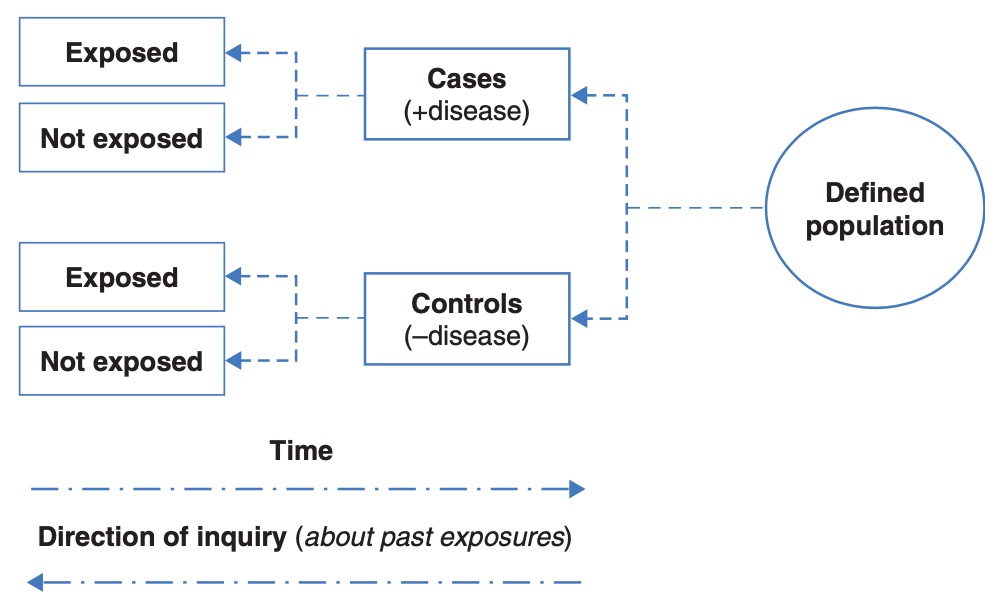 Exposed
Cases
(+disease)
Not exposed
Defined
population
Exposed
Controls
(–disease)
Not exposed
Time
Direction of inquiry (about past exposures)